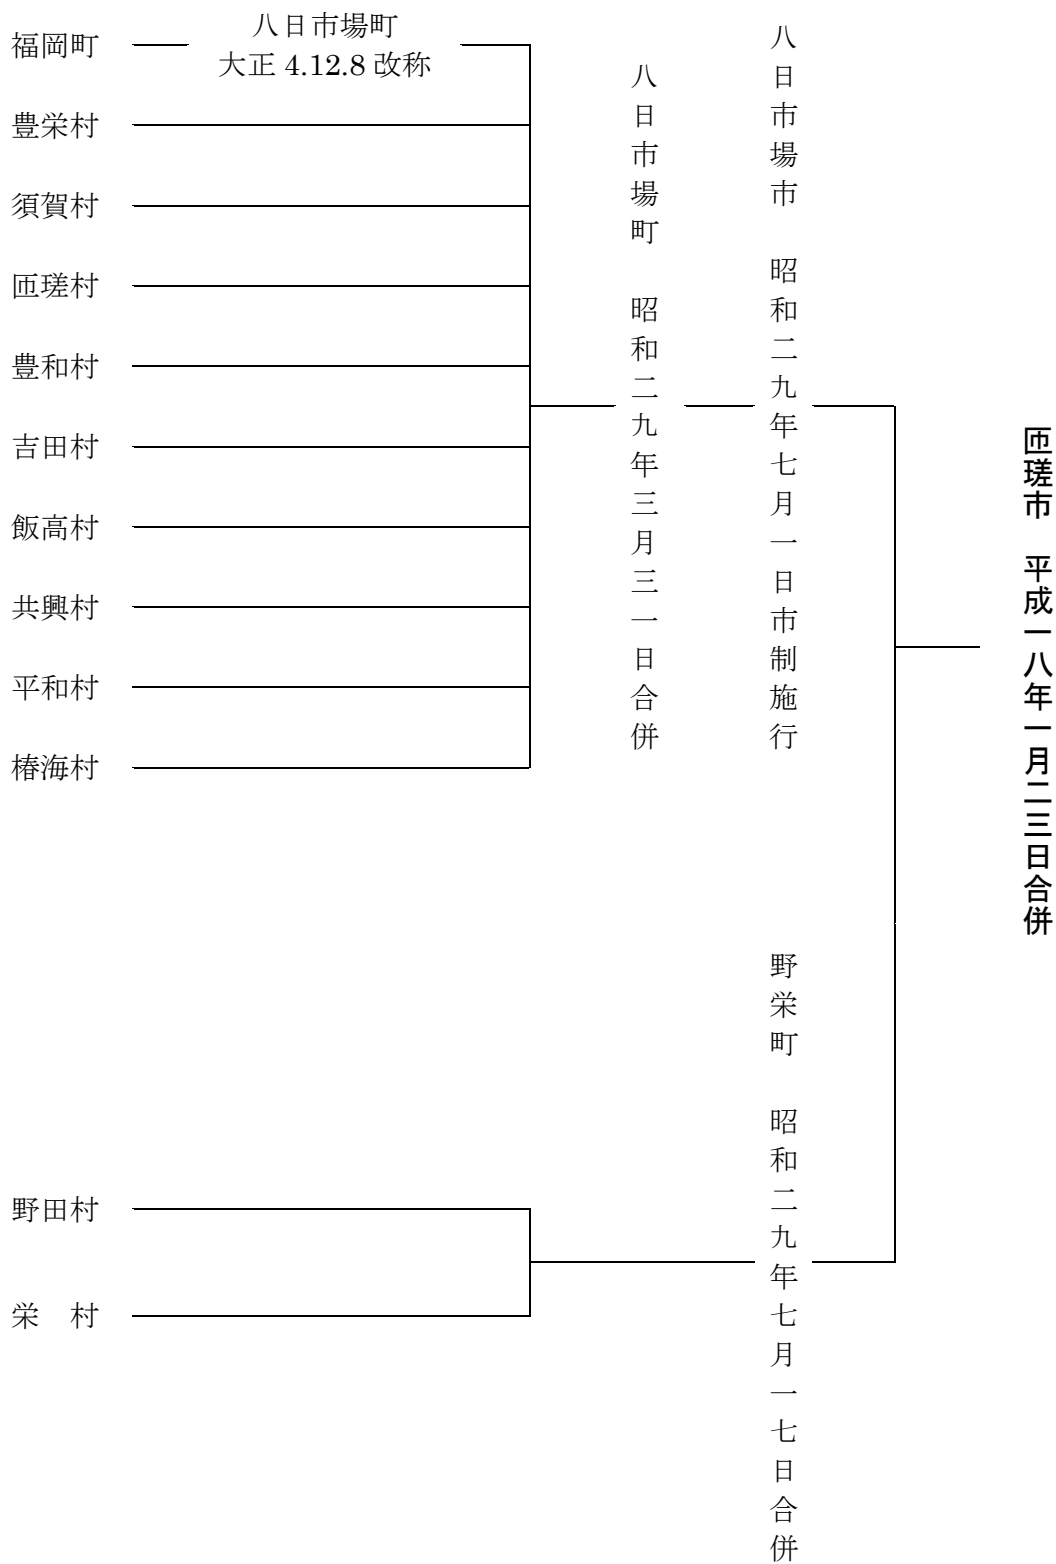 福岡町
八日市場町
大正 4.12.8 改称
豊栄村
須賀村
匝瑳村
豊和村
吉田村
飯高村
共興村
平和村
椿海村
八日市場町　昭和二九年三月三一日合併
八日市場市　昭和二九年七月一日市制施行
野田村
栄　村
野栄町　昭和二九年七月一七日合併
匝瑳市　平成一八年一月二三日合併